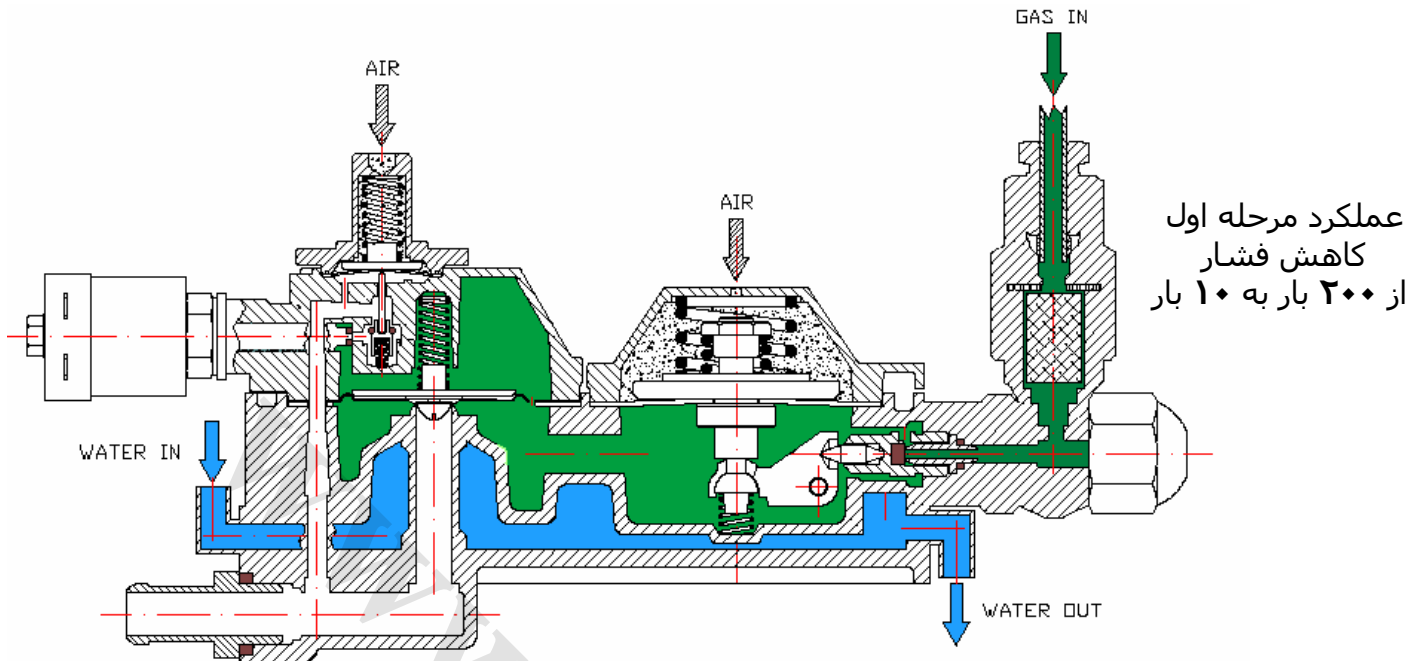 GAS IN
AIR
AIR
عملکرد مرحله اول
کاهش فشار
از ۲۰۰ بار به ۱۰ بار
WATER IN
WATER OUT